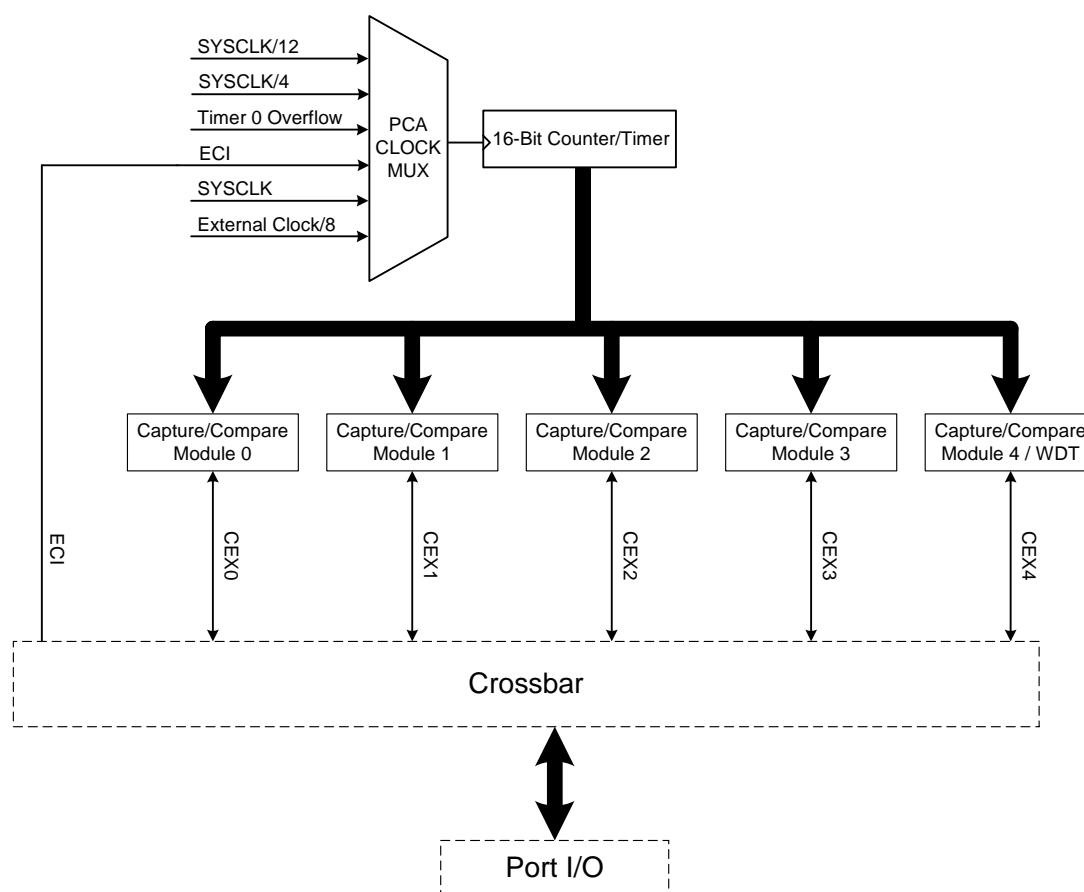 SYSCLK/12
SYSCLK/4
Timer 0 Overflow
ECI
SYSCLK
External Clock/8
PCA
CLOCK
MUX
16-Bit Counter/Timer
Capture/Compare
Module 0
Capture/Compare
Module 1
Capture/Compare
Module 2
Capture/Compare
Module 3
Capture/Compare
Module 4 / WDT
ECI
CEX0
CEX1
CEX2
CEX3
CEX4
Crossbar
Port I/O